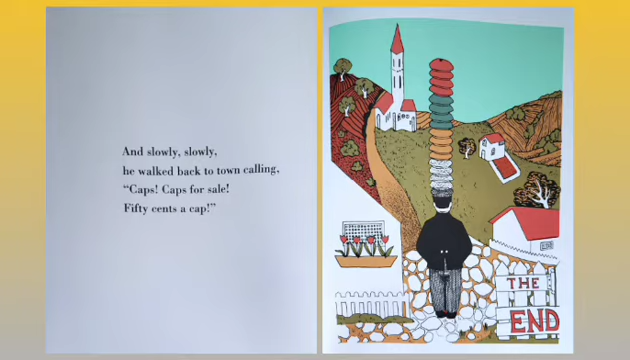 And slowly, slowly,
he walked back to town calling,
“Caps! Caps for sale!
Fifty cents a cap!”
THE
END